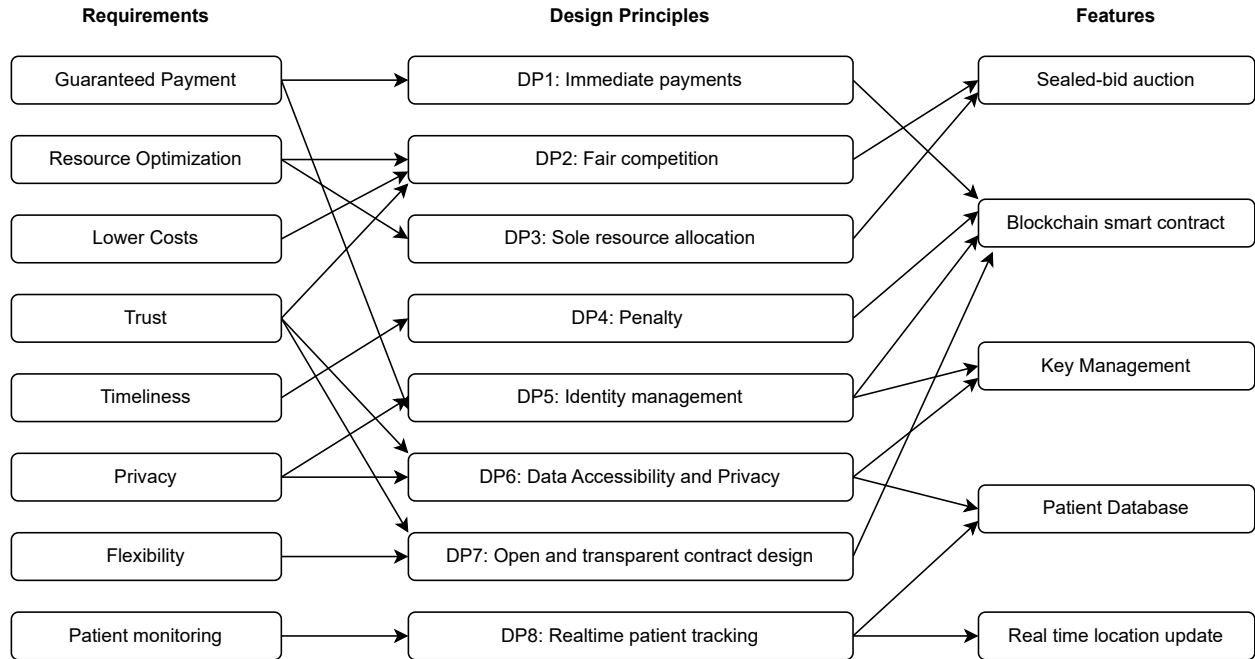 Requirements
Design Principles
Features
Guaranteed Payment
DP1: Immediate payments
Sealed-bid auction
Resource Optimization
DP2: Fair competition
Lower Costs
DP3: Sole resource allocation
Blockchain smart contract
Trust
DP4: Penalty
Key Management
Timeliness
DP5: Identity management
Privacy
DP6: Data Accessibility and Privacy
Patient Database
Flexibility
DP7: Open and transparent contract design
Patient monitoring
DP8: Realtime patient tracking
Real time location update